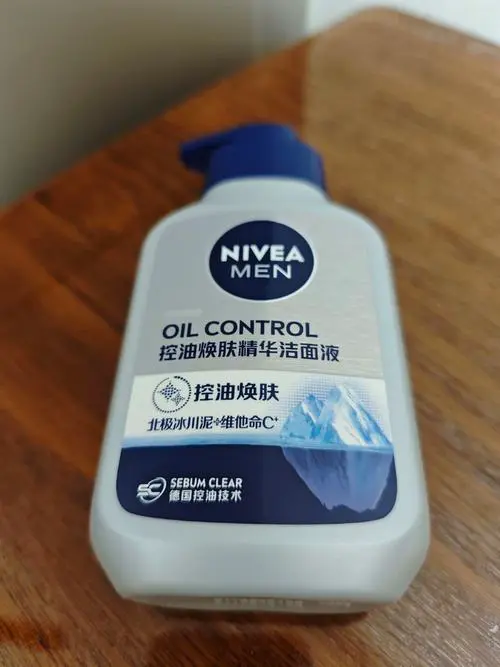 NIVEA
MEN
OIL CONTROL
控油焕肤精华洁面液
控油焕肤
北极冰川泥+维他命C+
SEBUM CLEAR
德国控油技术